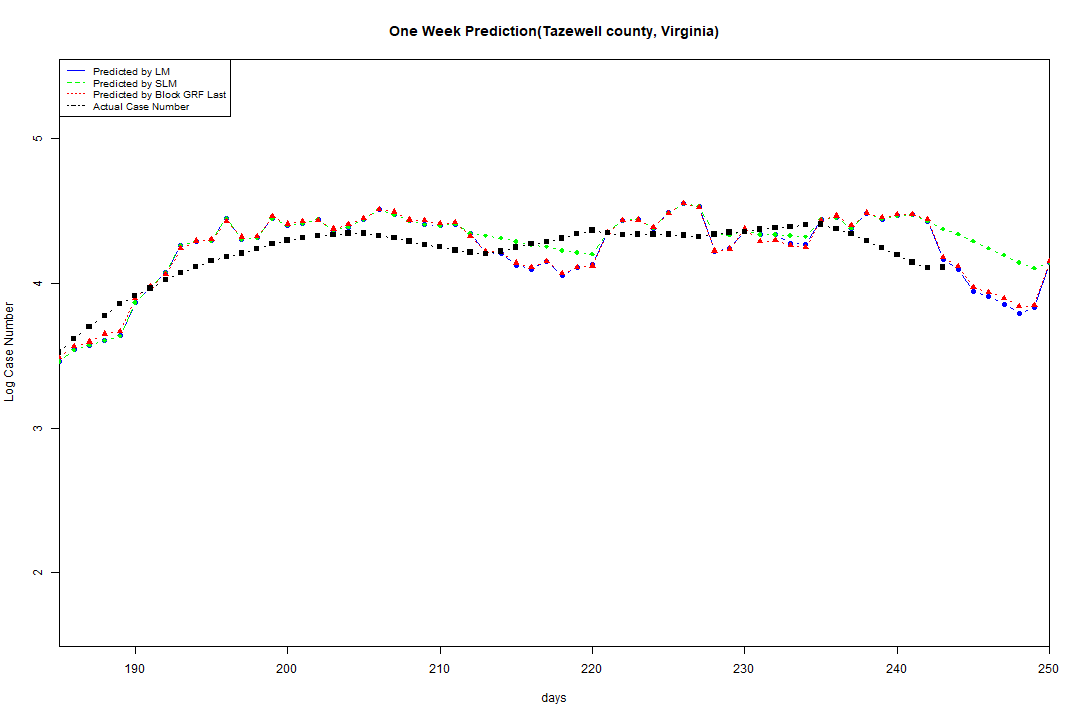 One Week Prediction(Tazewell county, Virginia)
Predicted by LM
Predicted by SLM
Predicted by Block GRF Last
Actual Case Number
5
4
3
2
Log Case Number
190 200 210 220 230 240 250
days